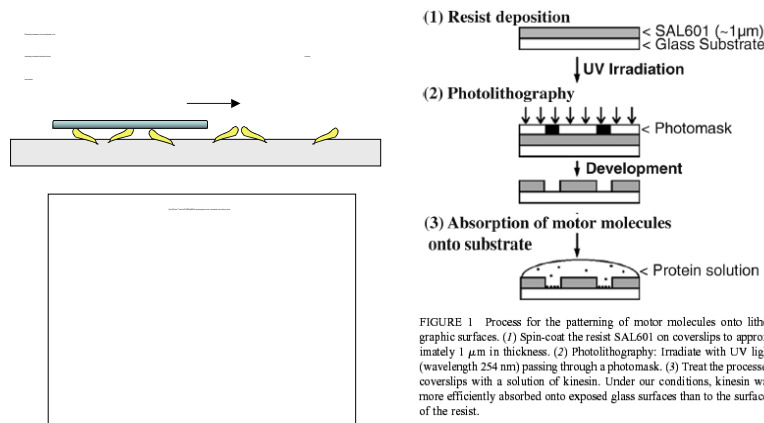 (1) Resist deposition
< SAL601 (~1μm)
< Glass Substrate
UV Irradiation
(2) Photolithography
< Photomask
Development
(3) Absorption of motor molecules
onto substrate
< Protein solution
FIGURE 1 Process for the patterning of motor molecules onto litho
graphic surfaces. (1) Spin-coat the resist SAL601 on coverslips to approx
imately 1 μm in thickness. (2) Photolithography: Irradiate with UV ligh
(wavelength 254 nm) passing through a photomask. (3) Treat the processe
coverslips with a solution of kinesin. Under our conditions, kinesin wa
more efficiently absorbed onto exposed glass surfaces than to the surface
of the resist.